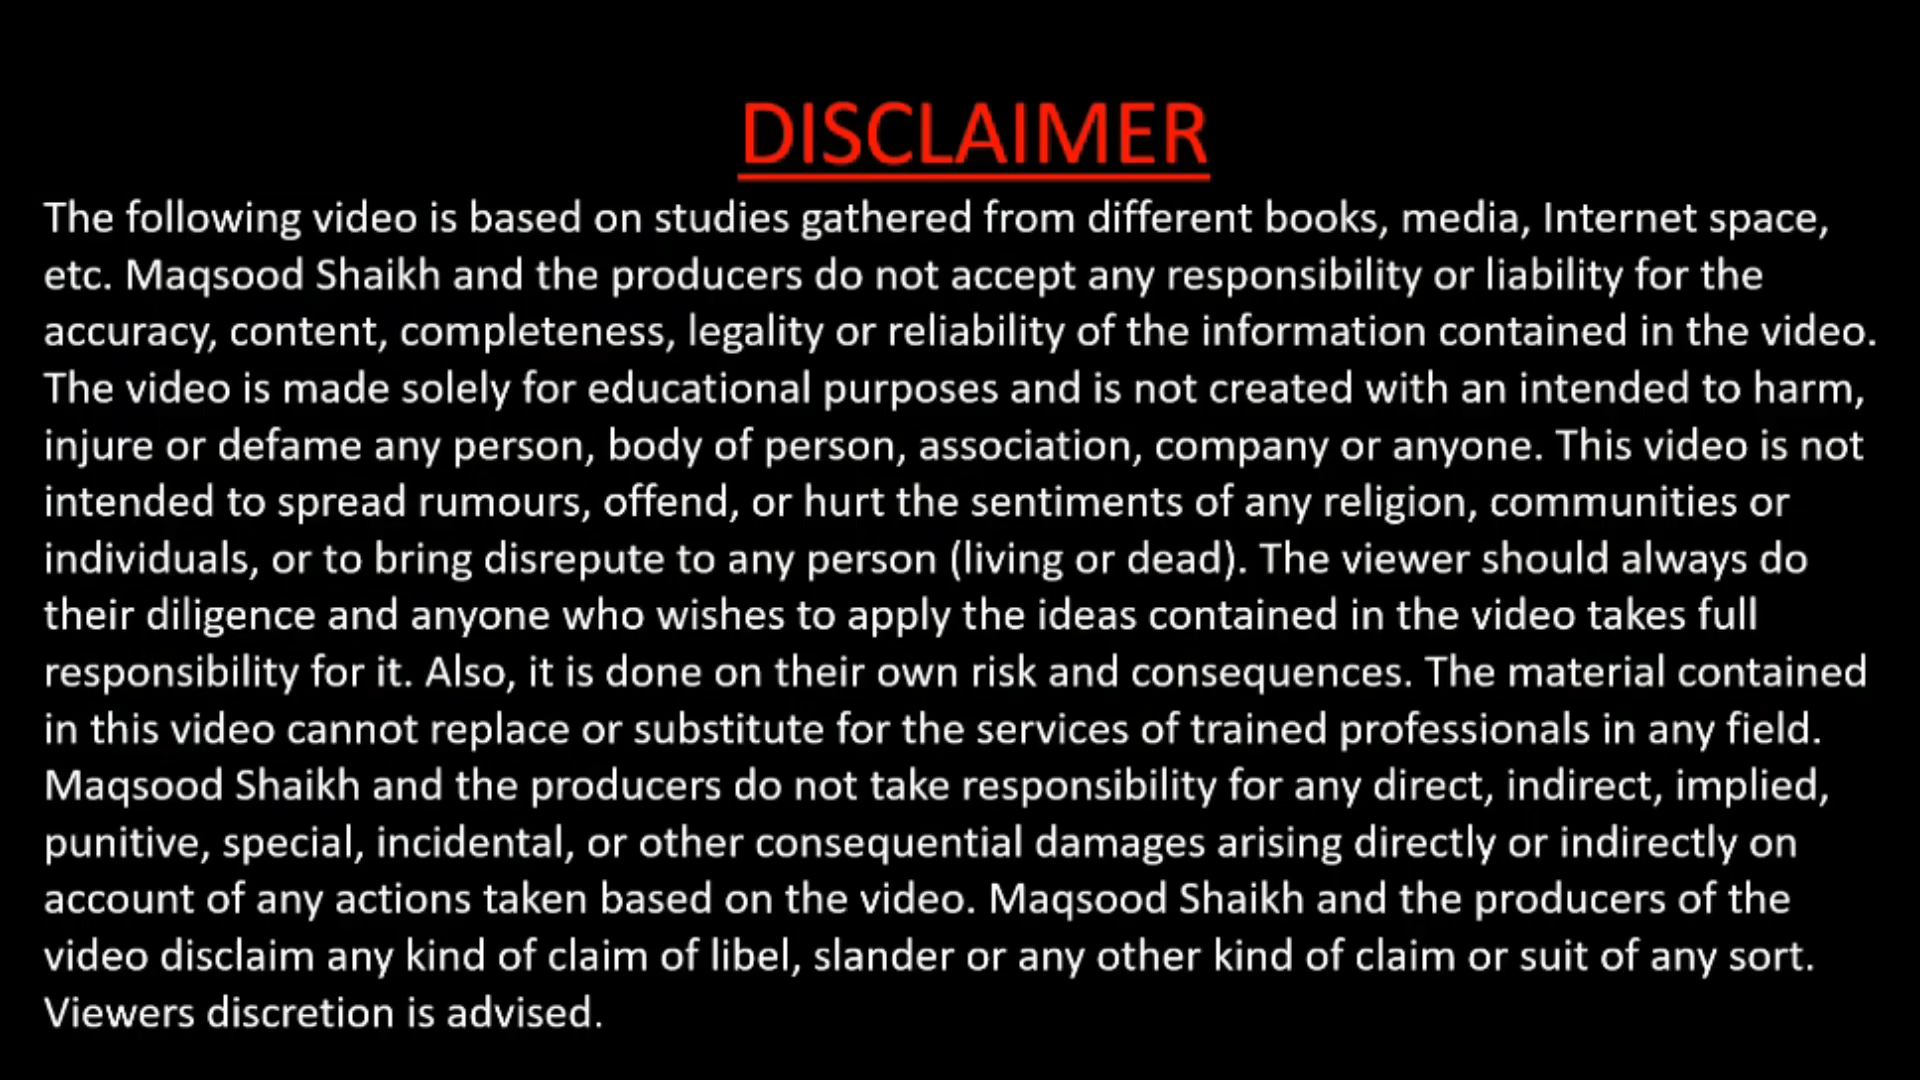 DISCLAIMER
The following video is based on studies gathered from different books, media, Internet space,
etc. Maqsood Shaikh and the producers do not accept any responsibility or liability for the
accuracy, content, completeness, legality or reliability of the information contained in the video.
The video is made solely for educational purposes and is not created with an intended to harm,
injure or defame any person, body of person, association, company or anyone. This video is not
intended to spread rumours, offend, or hurt the sentiments of any religion, communities or
individuals, or to bring disrepute to any person (living or dead). The viewer should always do
their diligence and anyone who wishes to apply the ideas contained in the video takes full
responsibility for it. Also, it is done on their own risk and consequences. The material contained
in this video cannot replace or substitute for the services of trained professionals in any field.
Maqsood Shaikh and the producers do not take responsibility for any direct, indirect, implied,
punitive, special, incidental, or other consequential damages arising directly or indirectly on
account of any actions taken based on the video. Maqsood Shaikh and the producers of the
video disclaim any kind of claim of libel, slander or any other kind of claim or suit of any sort.
Viewers discretion is advised.